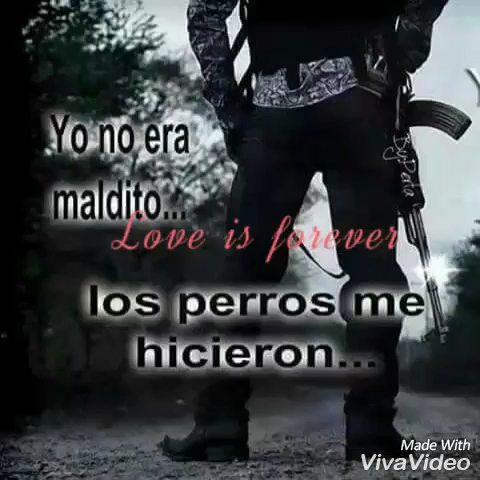 Yo no era
maldito...
Love is forever
los perros me
hicieron...
Made With
VivaVideo